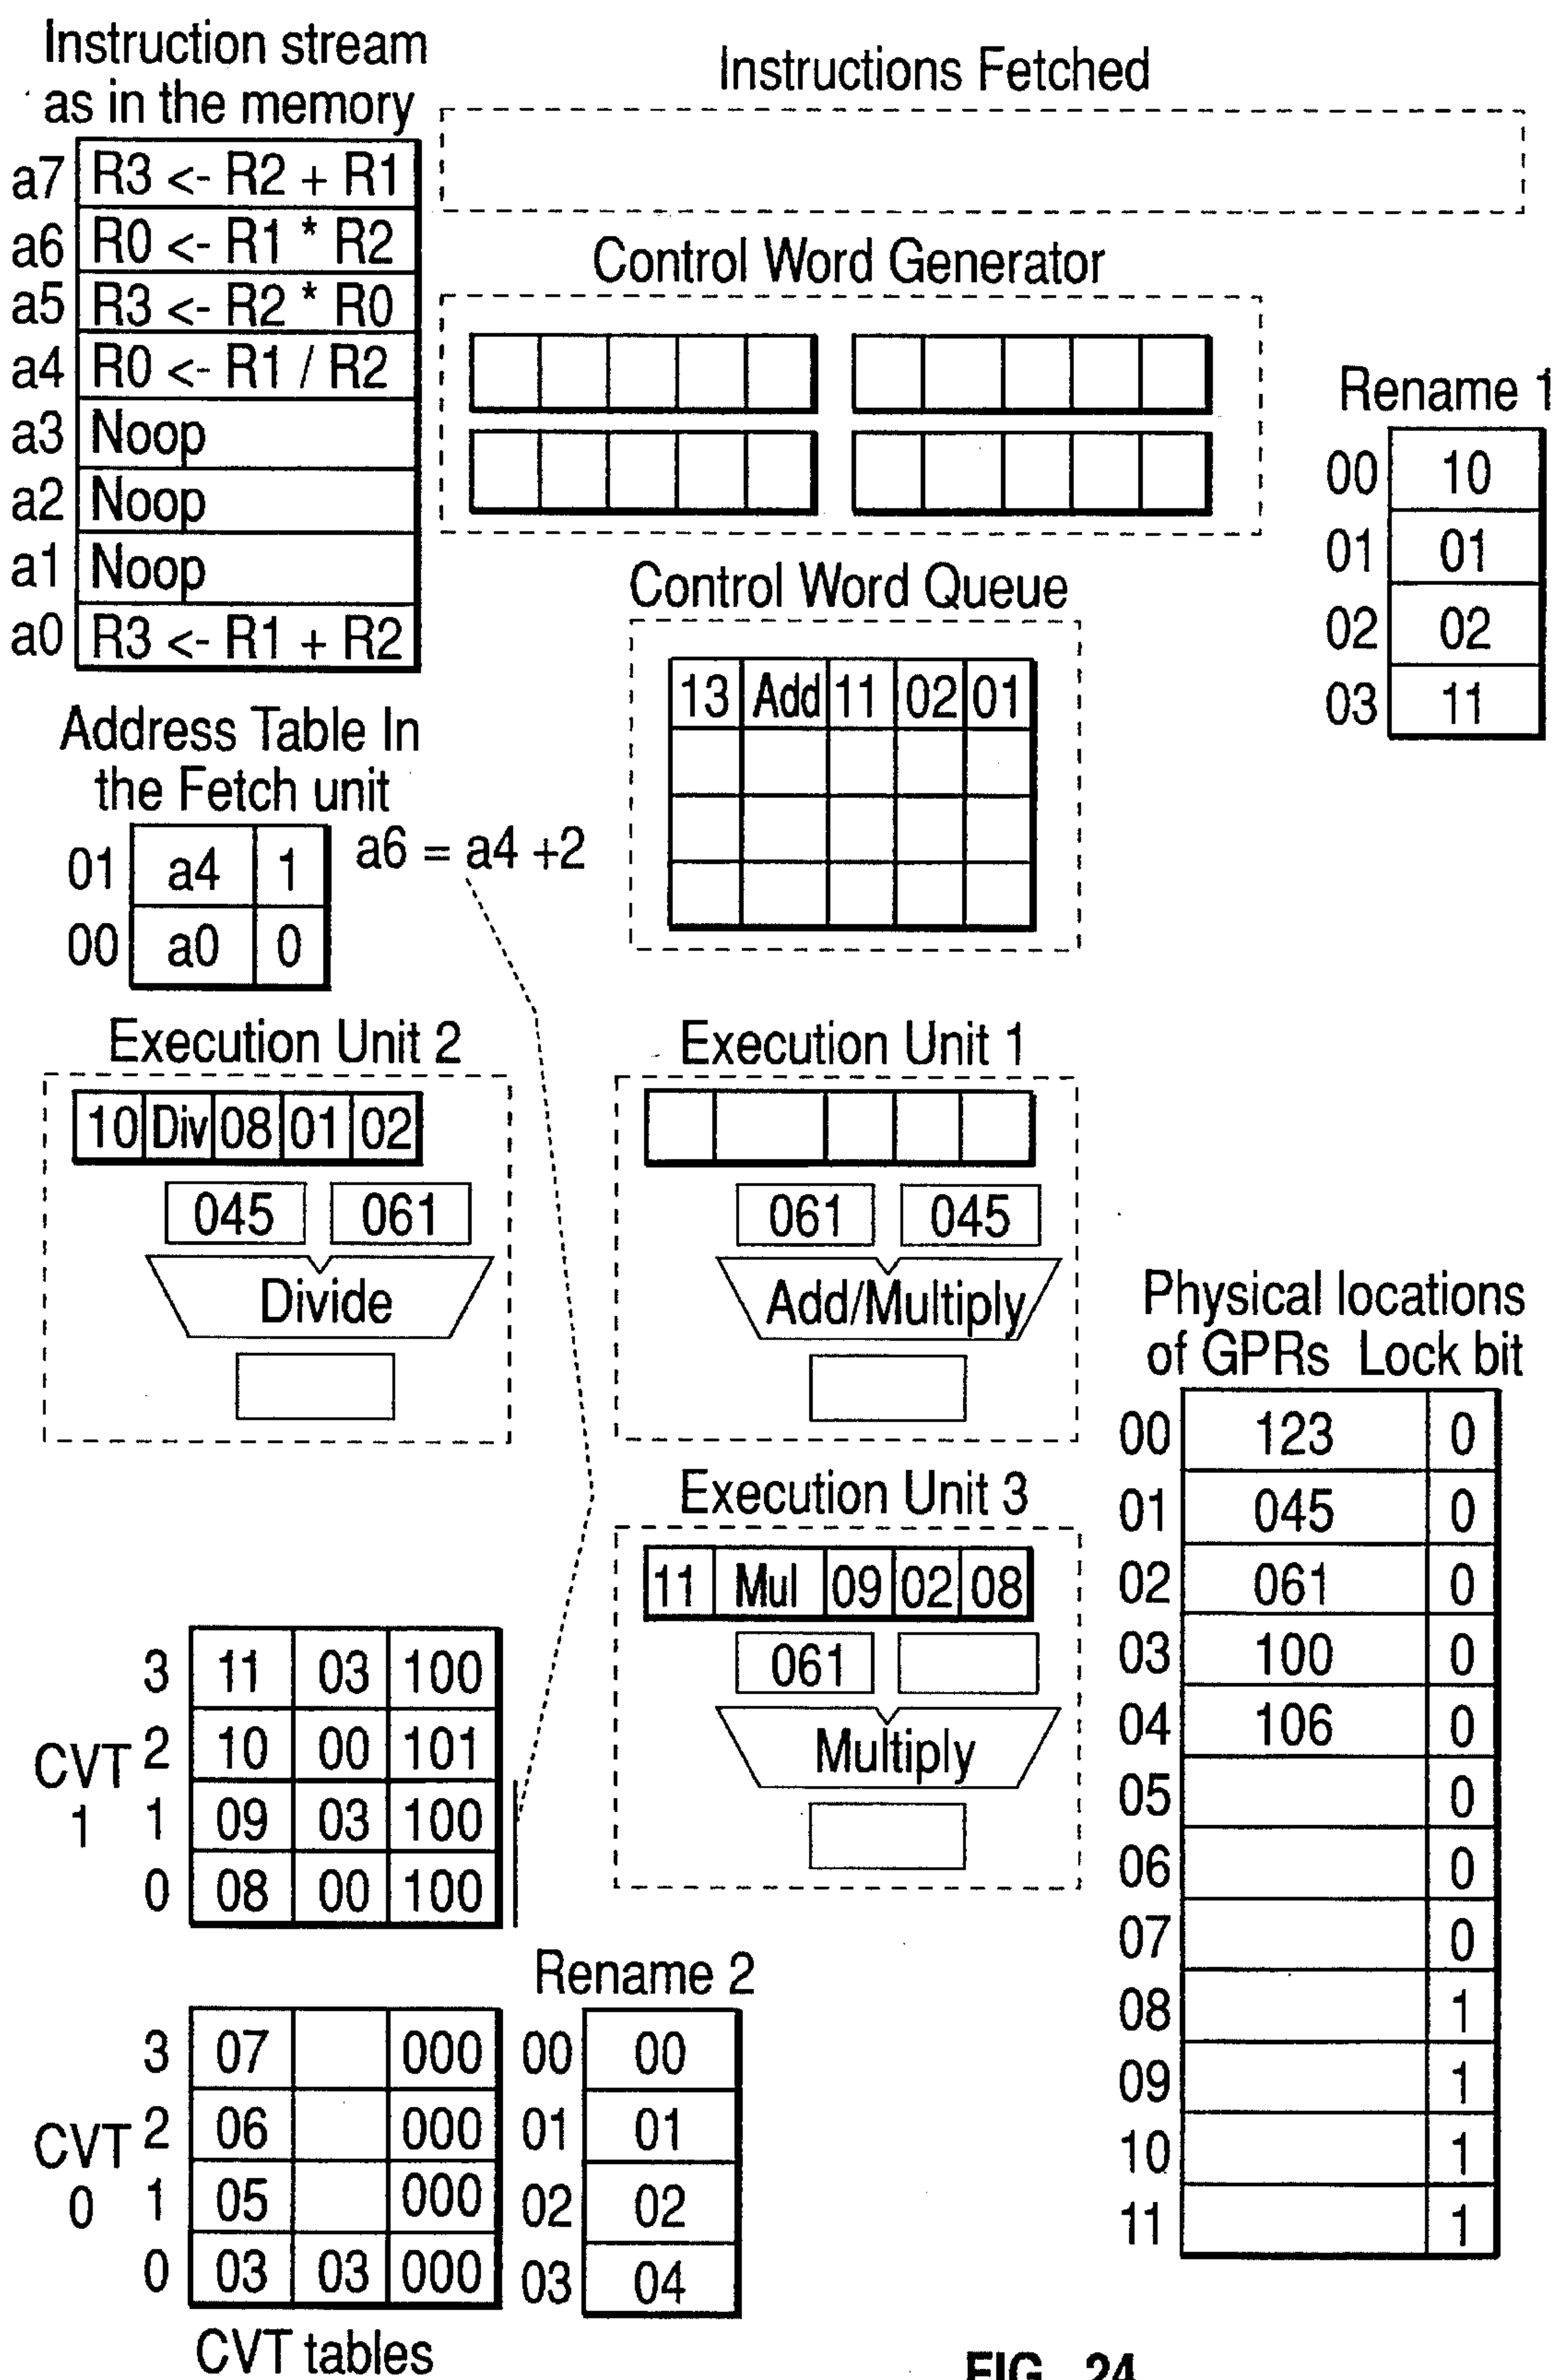 Instruction stream
as in the memory
a7 R3 <- R2 + R1
a6 R0 <- R1 * R2
a5 R3 <- R2 * R0
a4 R0 <- R1 / R2
a3 Noop
a2 Noop
a1 Noop
a0 R3 <- R1 + R2
Instructions Fetched
Control Word Generator
Rename 1
00 10
01 01
02 02
03 11
Control Word Queue
13 Add 11 02 01
Address Table In
the Fetch unit
01 a4 1
00 a0 0
a6 = a4 +2
Execution Unit 2
10 Div 08 01 02
045 061
Divide
Execution Unit 1
061 045
Add/Multiply
Execution Unit 3
11 Mul 09 02 08
061
Multiply
Physical locations
of GPRs Lock bit
00 123 0
01 045 0
02 061 0
03 100 0
04 106 0
05 0
06 0
07 0
08 1
09 1
10 1
11 1
CVT
1
3 11 03 100
2 10 00 101
1 09 03 100
0 08 00 100
CVT
0
3 07 000
2 06 000
1 05 000
0 03 03 000
Rename 2
00 00
01 01
02 02
03 04
CVT tables
FIG. 24